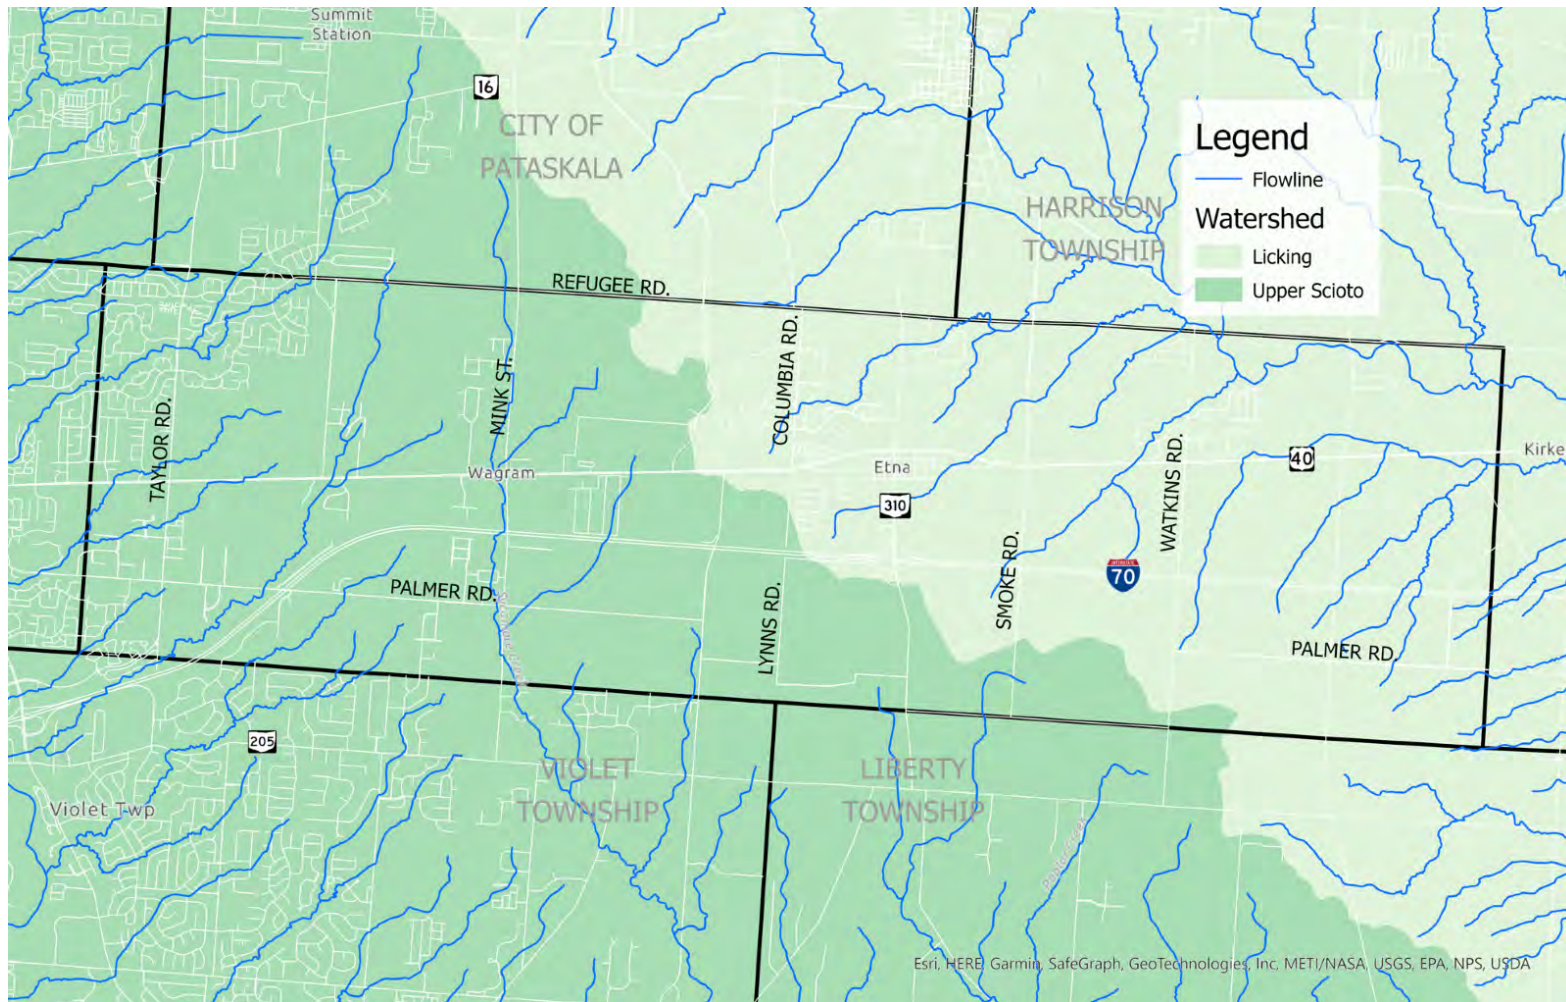 Summit
Station
16
CITY OF
PATASKALA
Legend
Flowline
Watershed
Licking
Upper Scioto
HARRISON
TOWNSHIP
REFUGEE RD.
COLUMBIA RD.
MINK ST.
TAYLOR RD.
Wagram
Etna
310
WATKINS RD.
40
Kirke
SMOKE RD.
70
PALMER RD.
LYNNS RD.
PALMER RD.
205
VIOLET
TOWNSHIP
LIBERTY
TOWNSHIP
Violet Twp
Esri, HERE, Garmin, SafeGraph, GeoTechnologies, Inc, METI/NASA, USGS, EPA, NPS, USDA